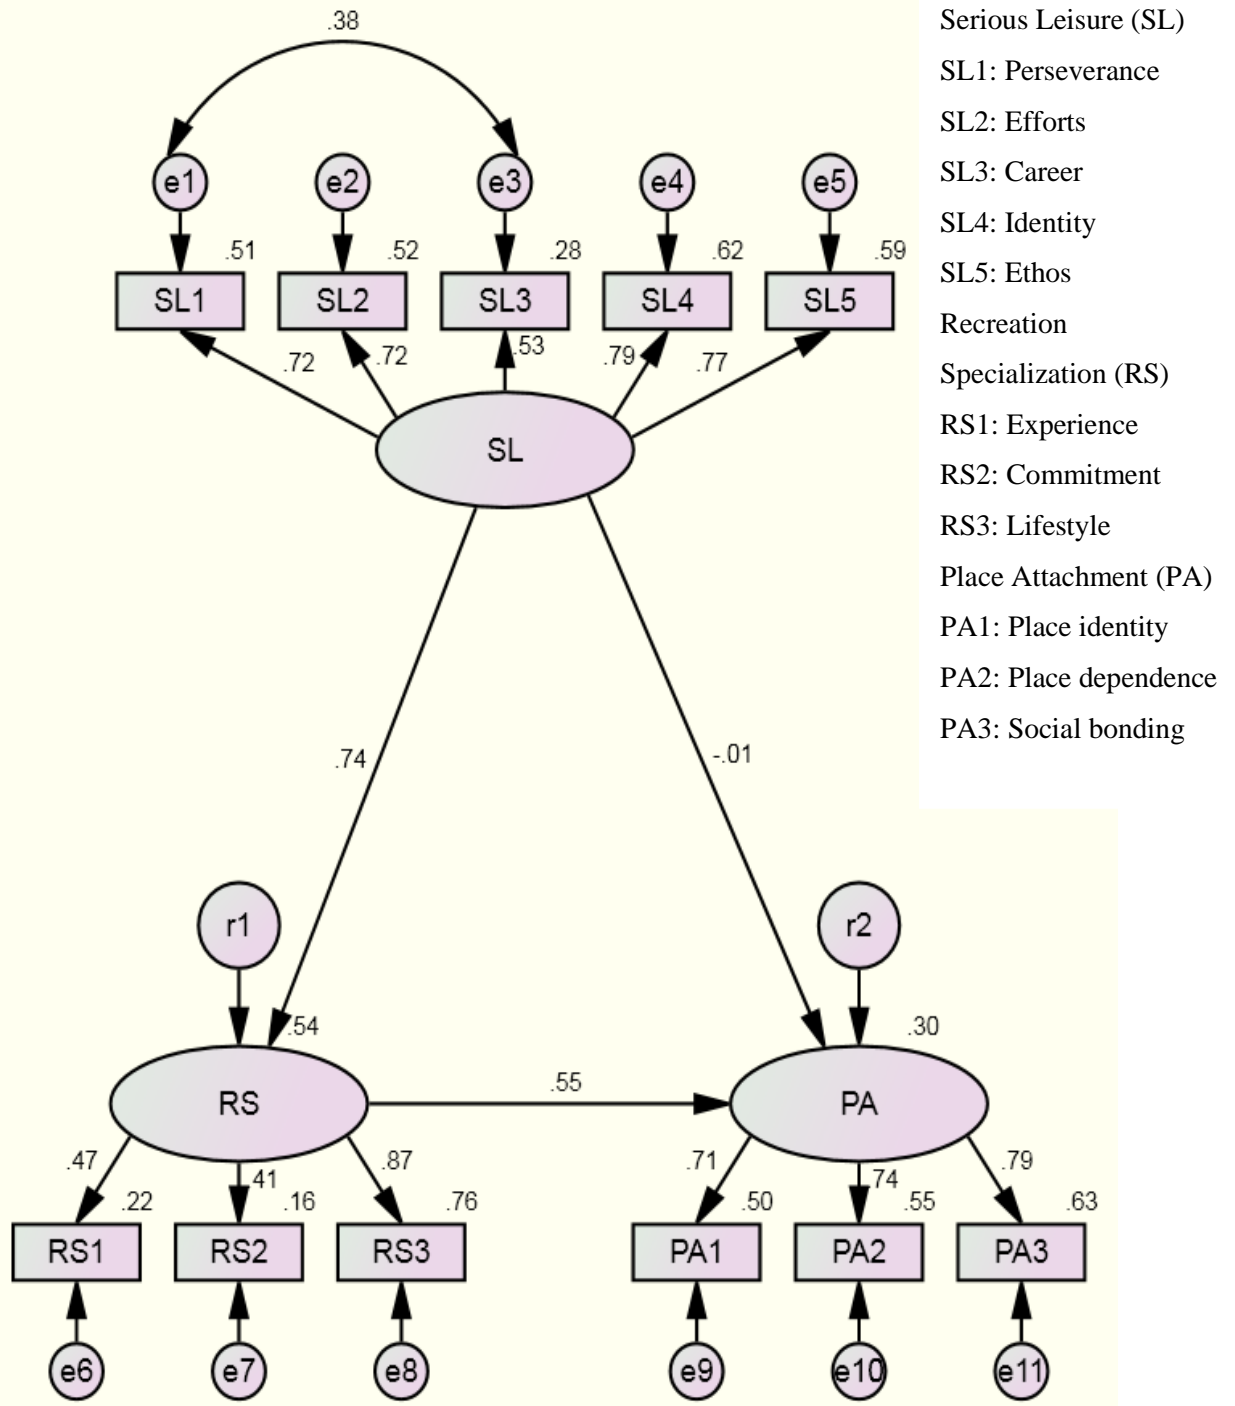 .38
e1 e2 e3 e4 e5
.51 .52 .28 .62 .59
SL1 SL2 SL3 SL4 SL5
.72 .72 .53 .79 .77
SL
.74 -.01
r1 r2
.54 .30
RS .55 PA
.47 .41 .87 .71 .74 .79
.22 .16 .76 .50 .55 .63
RS1 RS2 RS3 PA1 PA2 PA3
e6 e7 e8 e9 e10 e11
Serious Leisure (SL)
SL1: Perseverance
SL2: Efforts
SL3: Career
SL4: Identity
SL5: Ethos
Recreation
Specialization (RS)
RS1: Experience
RS2: Commitment
RS3: Lifestyle
Place Attachment (PA)
PA1: Place identity
PA2: Place dependence
PA3: Social bonding